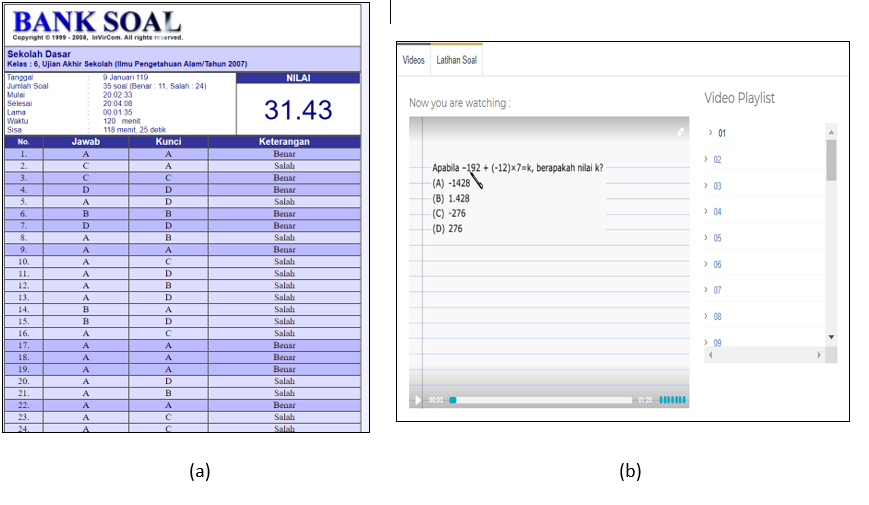 BANK SOAL
Copyright © 1999 - 2008, InVirCom. All rights reserved.
Sekolah Dasar
Kelas : 6, Ujian Akhir Sekolah (Ilmu Pengetahuan Alam/Tahun 2007)
Tanggal : 9 Januari 119
Jumlah Soal : 35 soal (Benar : 11, Salah : 24)
Mulai : 20:02:33
Selesai : 20:04:08
Lama : 00:01:35
Waktu : 120 menit
Sisa : 118 menit, 25 detik
NILAI
31.43
No. Jawab Kunci Keterangan
1. A A Benar
2. C A Salah
3. C C Benar
4. D D Benar
5. A D Salah
6. B B Benar
7. D D Benar
8. A B Salah
9. A A Benar
10. A C Salah
11. A D Salah
12. A B Salah
13. A D Salah
14. B A Salah
15. B D Salah
16. A C Salah
17. A A Benar
18. A A Benar
19. A A Benar
20. A D Salah
21. A B Salah
22. A A Benar
23. A C Salah
24. A C Salah
(a)
Videos Latihan Soal
Now you are watching :
Apabila -192 + (-12)×7=k, berapakah nilai k?
(A) -1428
(B) 1.428
(C) -276
(D) 276
00:03 01:20
Video Playlist
01
02
03
04
05
06
07
08
09
(b)